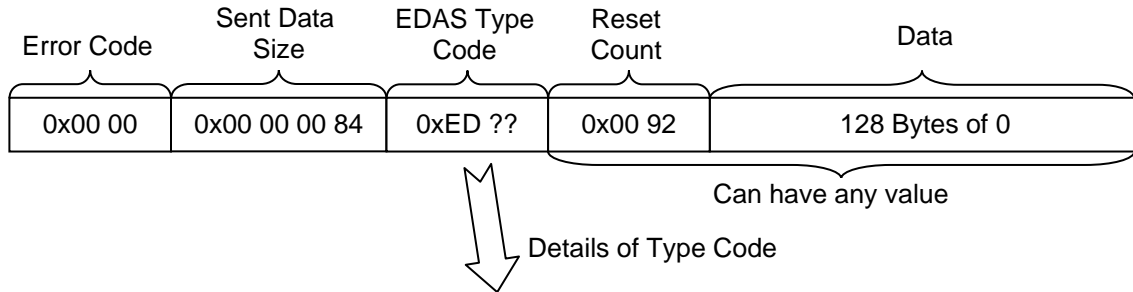 Error Code
Sent Data
Size
EDAS Type
Code
Reset
Count
Data
0x00 00
0x00 00 00 84
0xED ??
0x00 92
128 Bytes of 0
Can have any value
Details of Type Code